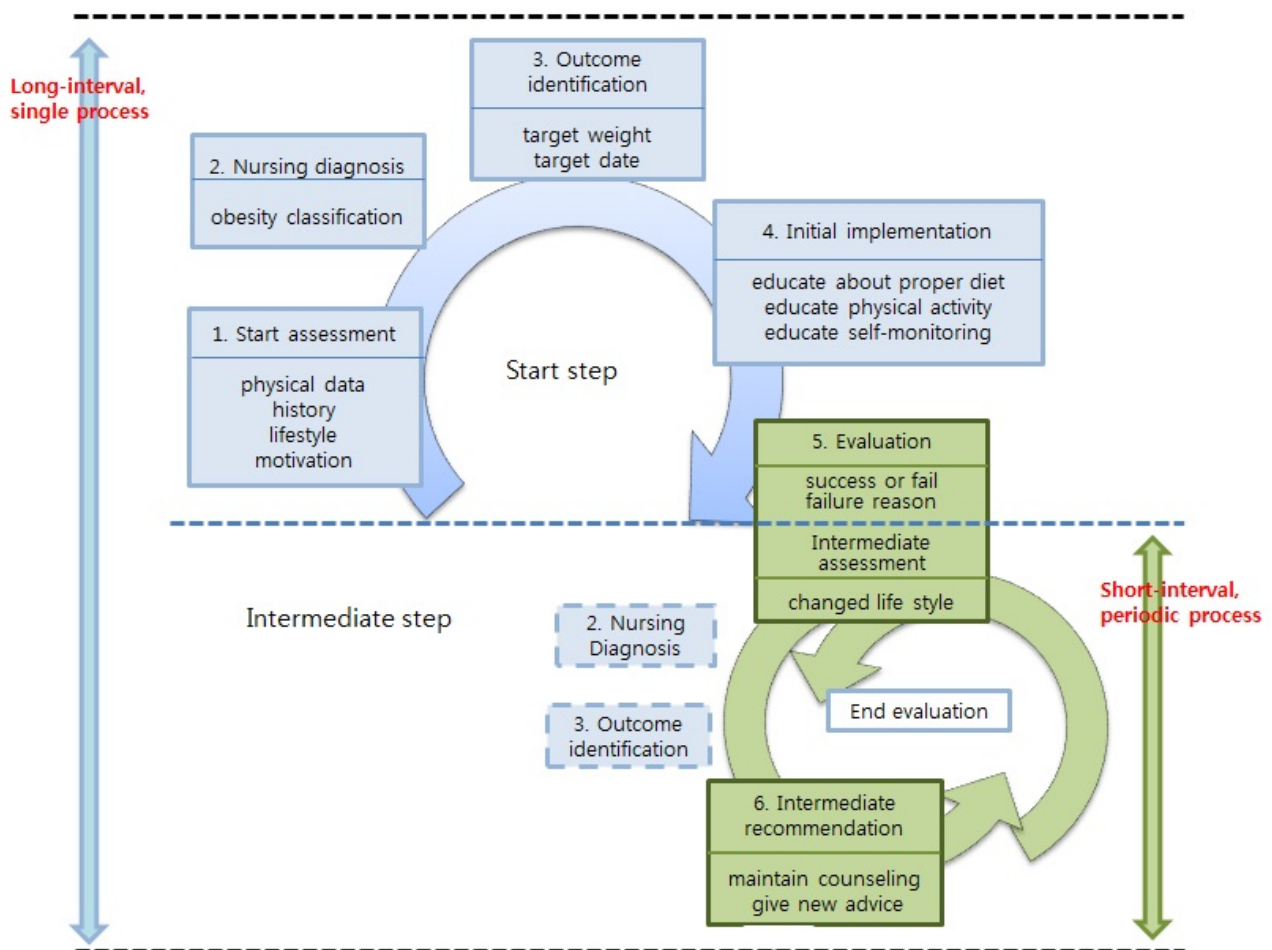 Long-interval,
single process
3. Outcome
identification
target weight
target date
2. Nursing diagnosis
obesity classification
4. Initial implementation
educate about proper diet
educate physical activity
educate self-monitoring
1. Start assessment
physical data
history
lifestyle
motivation
Start step
5. Evaluation
success or fail
failure reason
Intermediate
assessment
changed life style
Intermediate step
Short-interval,
periodic process
2. Nursing
Diagnosis
3. Outcome
identification
End evaluation
6. Intermediate
recommendation
maintain counseling
give new advice